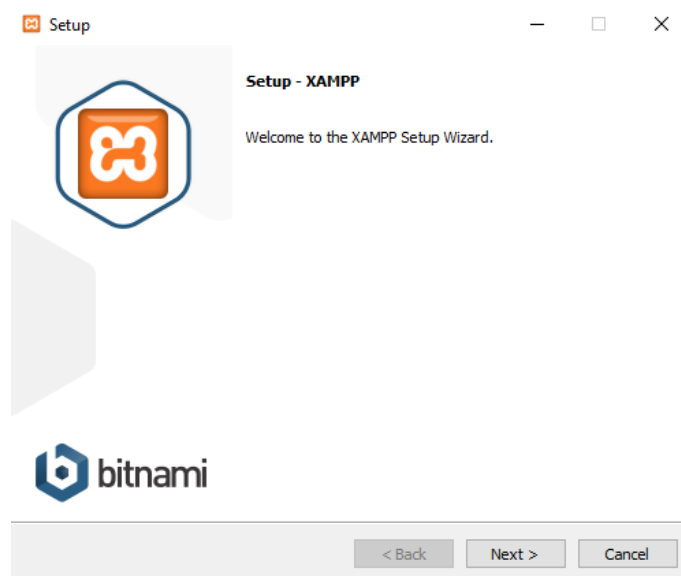 Setup
Setup - XAMPP
Welcome to the XAMPP Setup Wizard.
bitnami
< Back
Next >
Cancel